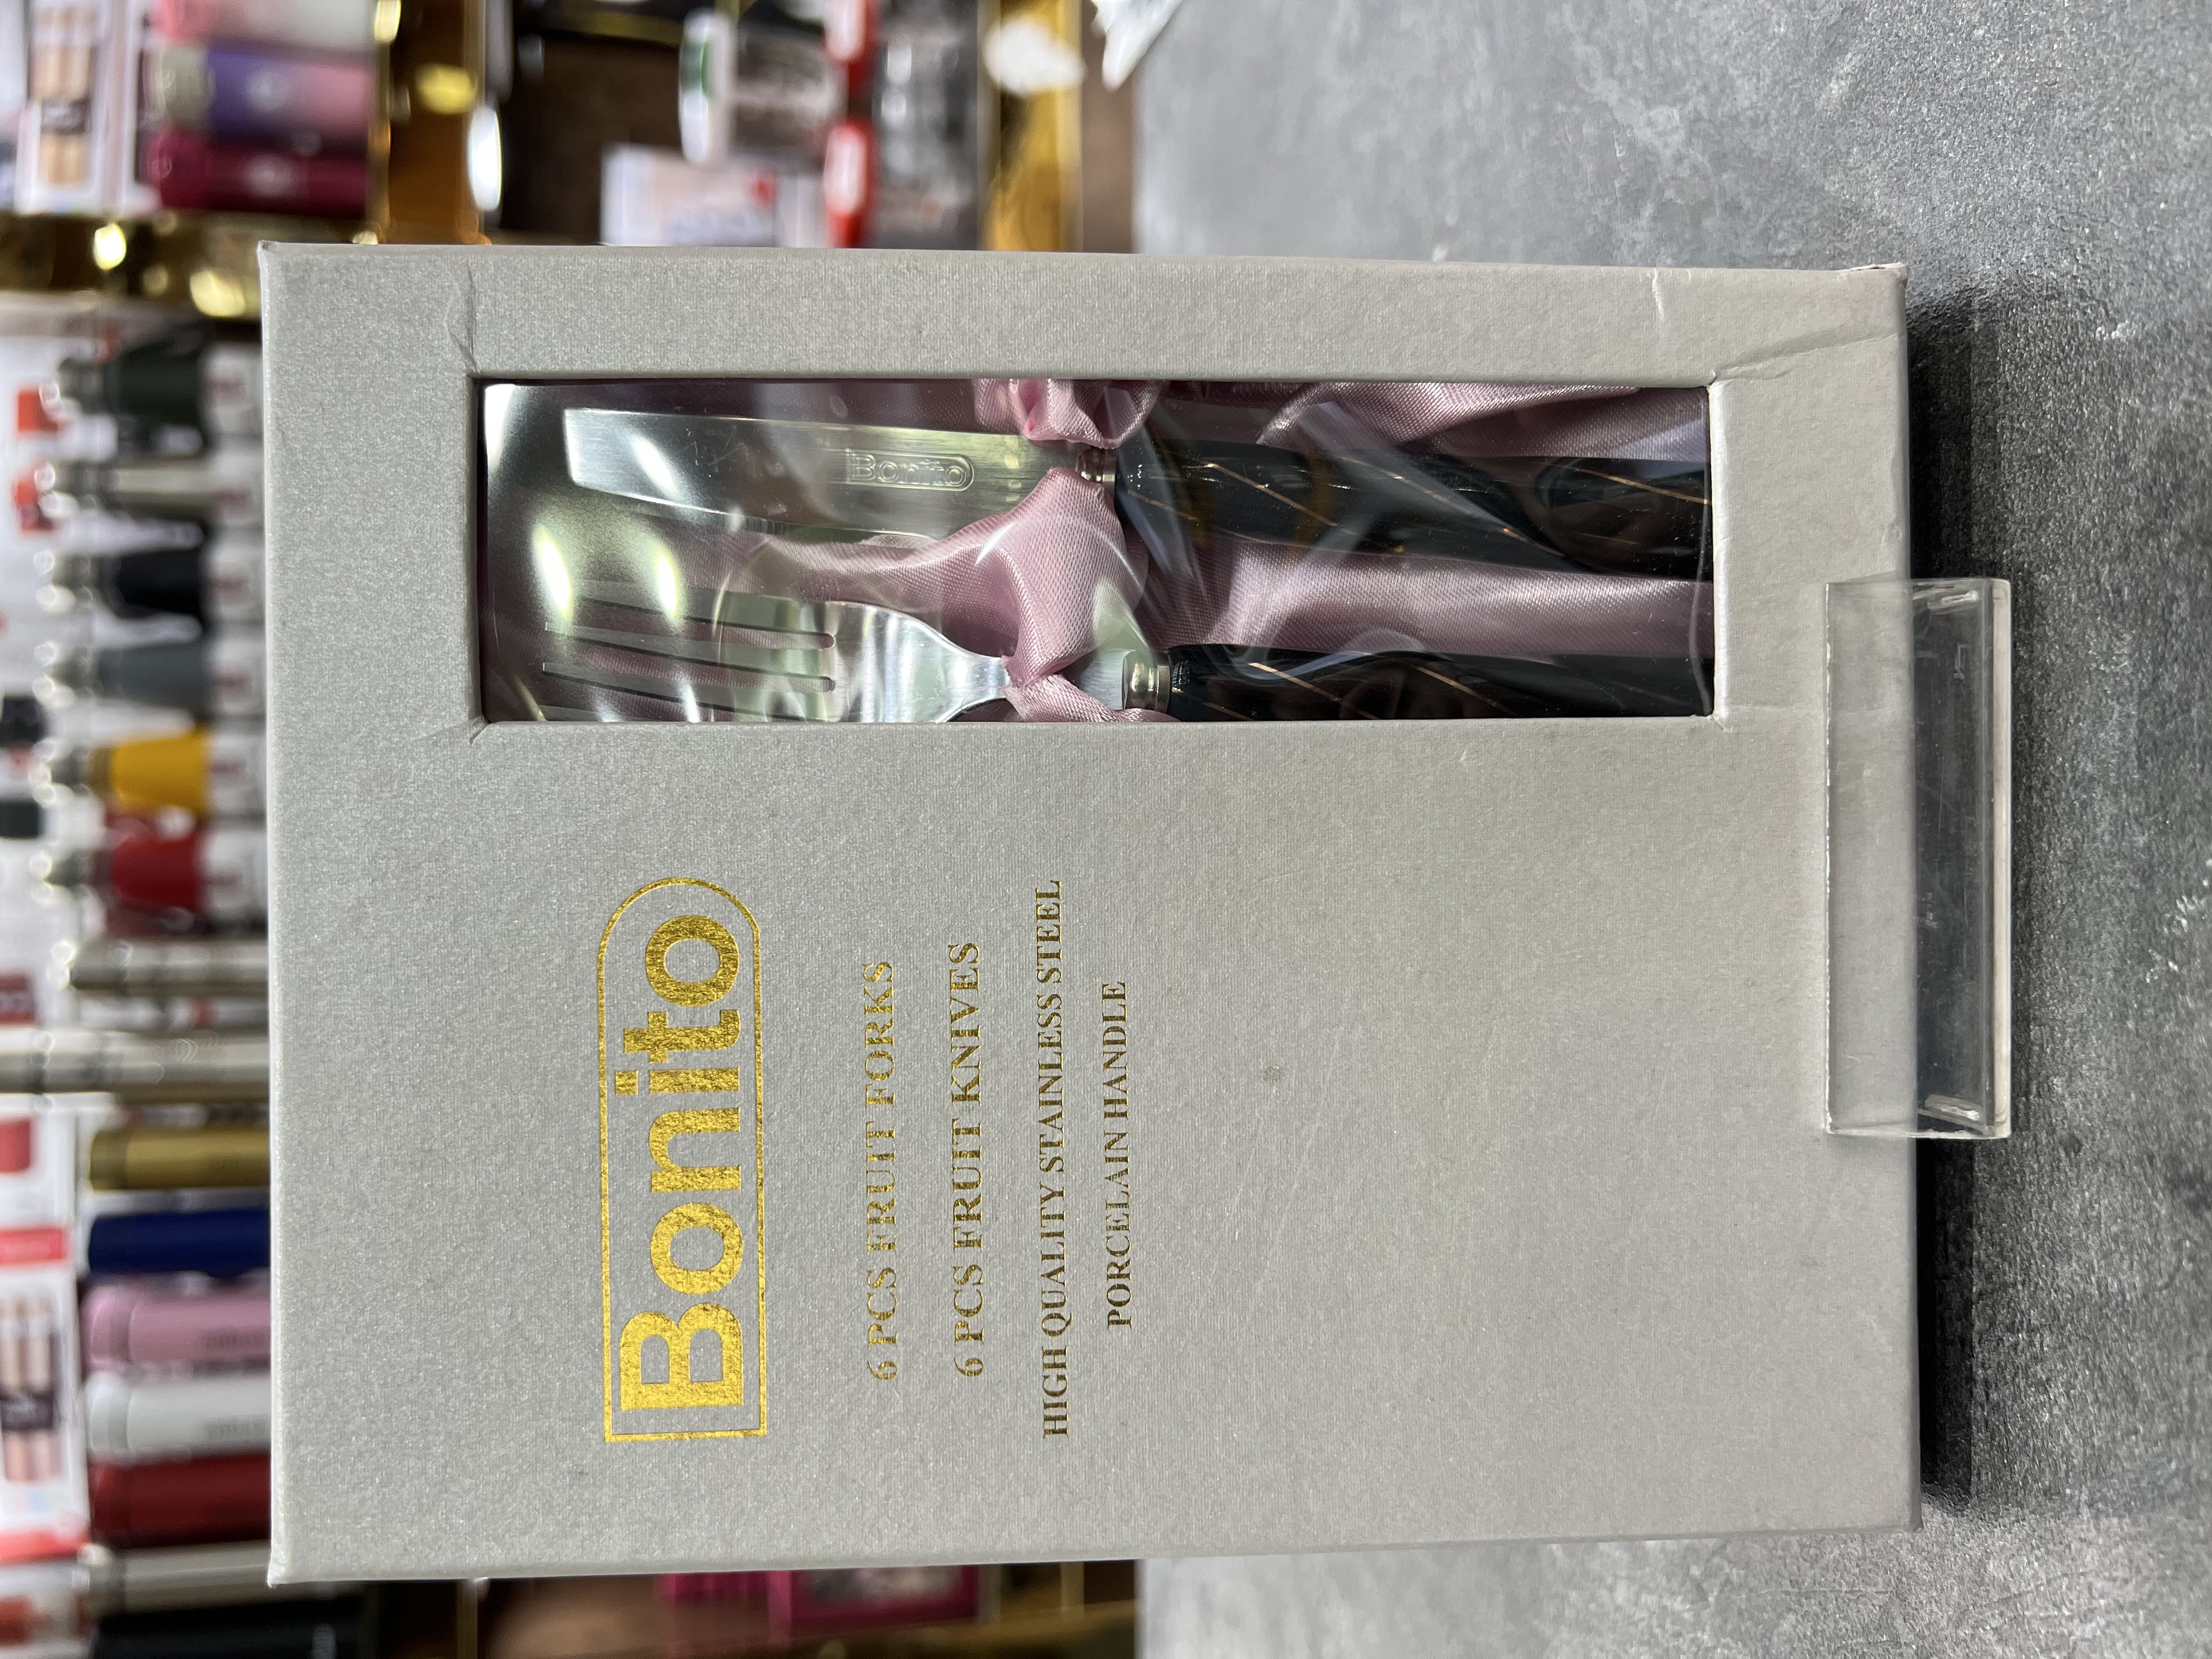 Bonito
6 PCS FRUIT FORKS
6 PCS FRUIT KNIVES
HIGH QUALITY STAINLESS STEEL
PORCELAIN HANDLE
Bonito